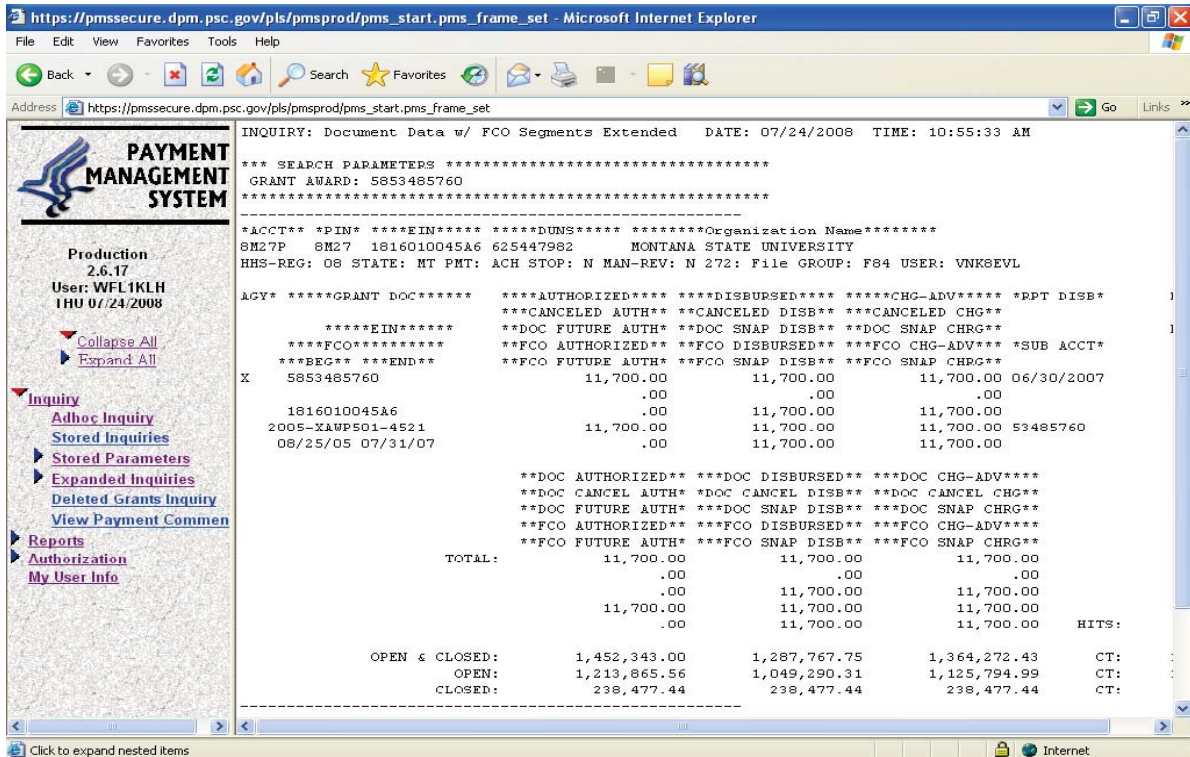 https://pmssecure.dpm.psc.gov/pls/pmsprod/pms_start.pms_frame_set - Microsoft Internet Explorer
File Edit View Favorites Tools Help
Back Search Favorites
Address https://pmssecure.dpm.psc.gov/pls/pmsprod/pms_start.pms_frame_set Go Links »
PAYMENT
MANAGEMENT
SYSTEM
Production
2.6.17
User: WFL1KLH
THU 07/24/2008
Collapse All
Expand All
Inquiry
Adhoc Inquiry
Stored Inquiries
Stored Parameters
Expanded Inquiries
Deleted Grants Inquiry
View Payment Commen
Reports
Authorization
My User Info
INQUIRY: Document Data w/ FCO Segments Extended DATE: 07/24/2008 TIME: 10:55:33 AM
*** SEARCH PARAMETERS ***********************************
GRANT AWARD: 5853485760
*********************************************************
------------------------------------------------------
*ACCT* *PIN* ****EIN***** *****DUNS***** ********Organization Name********
8M27P 8M27 1816010045A6 625447982 MONTANA STATE UNIVERSITY
HHS-REG: 08 STATE: MT PMT: ACH STOP: N MAN-REV: N 272: File GROUP: F84 USER: VNK8EVL
AGY* *****GRANT DOC****** ****AUTHORIZED**** ****DISBURSED**** *****CHG-ADV***** *RPT DISB*
***CANCELED AUTH** **CANCELED DISB** ***CANCELED CHG**
*****EIN****** **DOC FUTURE AUTH* **DOC SNAP DISB** **DOC SNAP CHRG**
****FCO********** **FCO AUTHORIZED** **FCO DISBURSED** **FCO CHG-ADV*** *SUB ACCT*
***BEG** ***END** **FCO FUTURE AUTH* **FCO SNAP DISB** **FCO SNAP CHRG**
X 5853485760 11,700.00 11,700.00 11,700.00 06/30/2007
.00 .00 .00
1816010045A6 .00 11,700.00 11,700.00
2005-XAWP501-4521 11,700.00 11,700.00 11,700.00 53485760
08/25/05 07/31/07 .00 11,700.00 11,700.00
**DOC AUTHORIZED** ***DOC DISBURSED** ***DOC CHG-ADV****
**DOC CANCEL AUTH* *DOC CANCEL DISB** **DOC CANCEL CHG**
**DOC FUTURE AUTH* ***DOC SNAP DISB** ***DOC SNAP CHRG**
**FCO AUTHORIZED** ***FCO DISBURSED** ***FCO CHG-ADV****
**FCO FUTURE AUTH* ***FCO SNAP DISB** ***FCO SNAP CHRG**
TOTAL: 11,700.00 11,700.00 11,700.00
.00 .00 .00
.00 11,700.00 11,700.00
11,700.00 11,700.00 11,700.00
.00 11,700.00 11,700.00 HITS:
OPEN & CLOSED: 1,452,343.00 1,287,767.75 1,364,272.43 CT:
OPEN: 1,213,865.56 1,049,290.31 1,125,794.99 CT:
CLOSED: 238,477.44 238,477.44 238,477.44 CT:
------------------------------------------------------
Click to expand nested items Internet